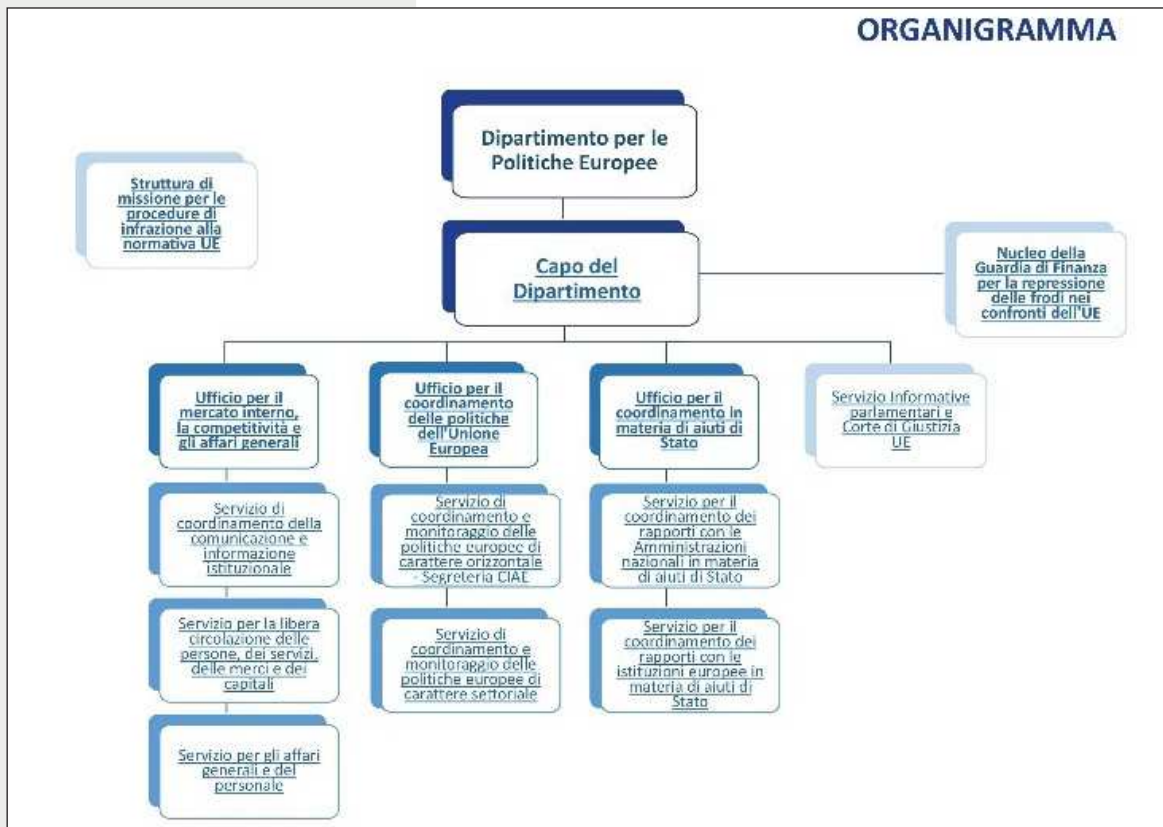 ORGANIGRAMMA
Dipartimento per le
Politiche Europee
Struttura di
missione per le
procedure di
infrazione alla
normativa UE
Capo del
Dipartimento
Nucleo della
Guardia di Finanza
per la repressione
delle frodi nei
confronti dell'UE
Ufficio per il
mercato interno,
la competitività e
gli affari generali
Ufficio per il
coordinamento
delle politiche
dell'Unione
Europea
Ufficio per il
coordinamento in
materia di aiuti di
Stato
Servizio Informative
parlamentari e
Corte di Giustizia
UE
Servizio di
coordinamento della
comunicazione e
informazione
istituzionale
Servizio di
coordinamento e
monitoraggio delle
politiche europee di
carattere orizzontale
- Segreteria CIAE
Servizio per il
coordinamento dei
rapporti con le
Amministrazioni
nazionali in materia
di aiuti di Stato
Servizio per la libera
circolazione delle
persone, dei servizi,
delle merci e dei
capitali
Servizio di
coordinamento e
monitoraggio delle
politiche europee di
carattere settoriale
Servizio per il
coordinamento dei
rapporti con le
istituzioni europee in
materia di aiuti di
Stato
Servizio per gli affari
generali e del
personale